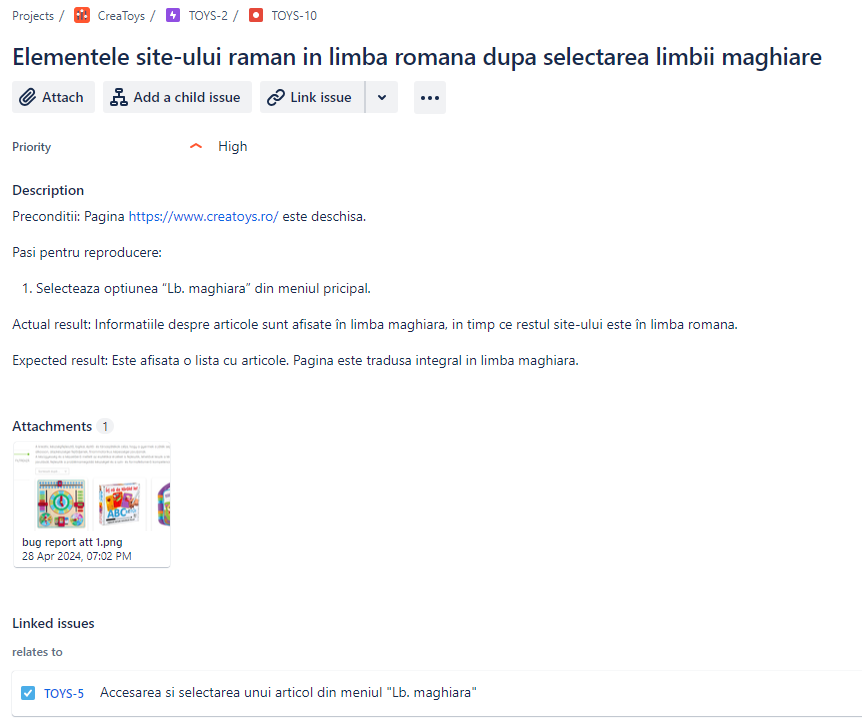 Projects / CreaToys / TOYS-2 / TOYS-10
Elementele site-ului raman in limba romana dupa selectarea limbii maghiare
Attach Add a child issue Link issue
Priority High
Description
Preconditii: Pagina https://www.creatoys.ro/ este deschisa.
Pasi pentru reproducere:
1. Selecteaza optiunea “Lb. maghiara” din meniul pricipal.
Actual result: Informatiile despre articole sunt afisate în limba maghiara, in timp ce restul site-ului este în limba romana.
Expected result: Este afisata o lista cu articole. Pagina este tradusa integral in limba maghiara.
Attachments 1
ABC
bug report att 1.png
28 Apr 2024, 07:02 PM
Linked issues
relates to
TOYS-5 Accesarea si selectarea unui articol din meniul "Lb. maghiara"